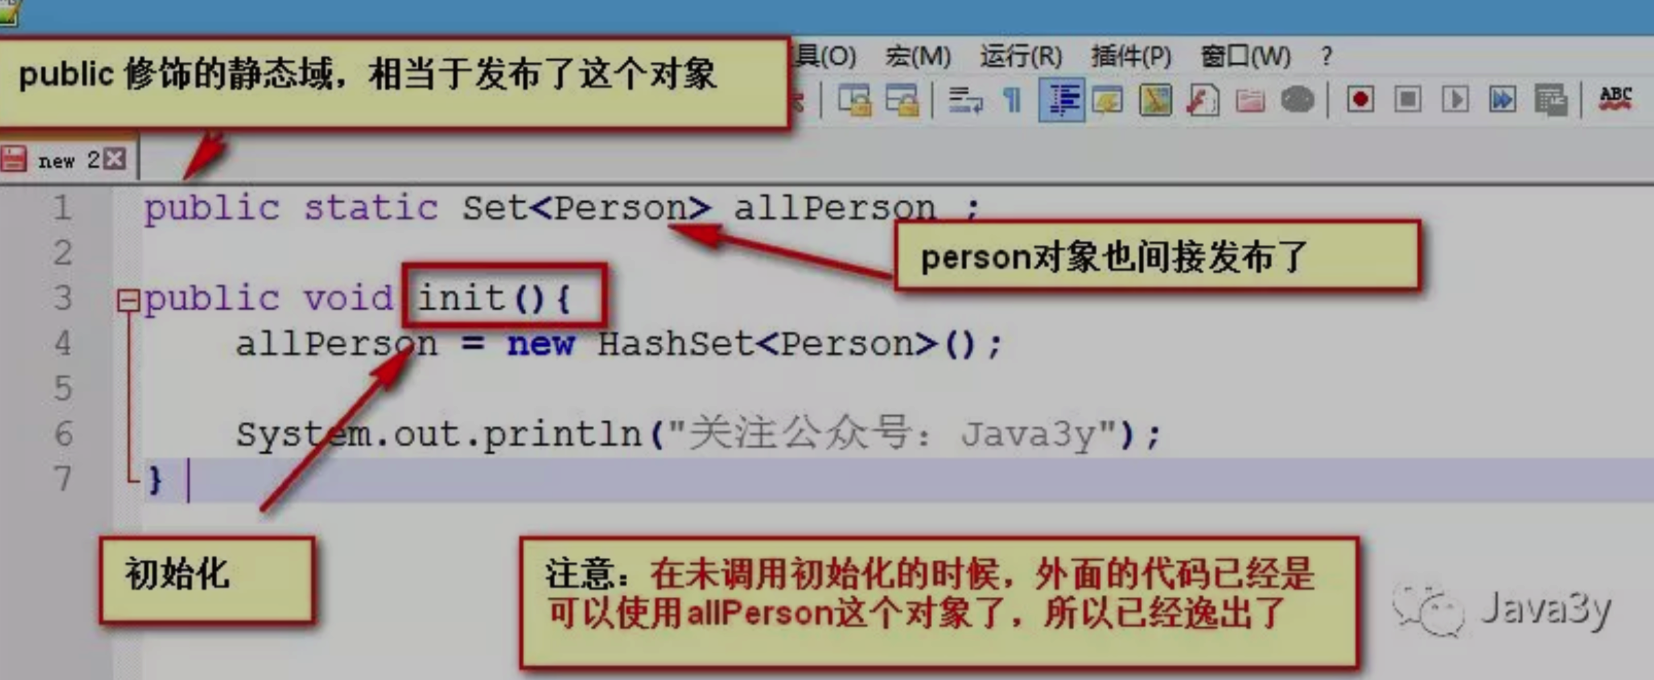 public 修饰的静态域，相当于发布了这个对象
具(O) 宏(M) 运行(R) 插件(P) 窗口(W) ?
ABC
new 2
1 public static Set<Person> allPerson ;
2
person对象也间接发布了
3 public void init(){
4 allPerson = new HashSet<Person>();
5
6 System.out.println("关注公众号：Java3y");
7 }
初始化
注意：在未调用初始化的时候，外面的代码已经是
可以使用allPerson这个对象了，所以已经逸出了
Java3y